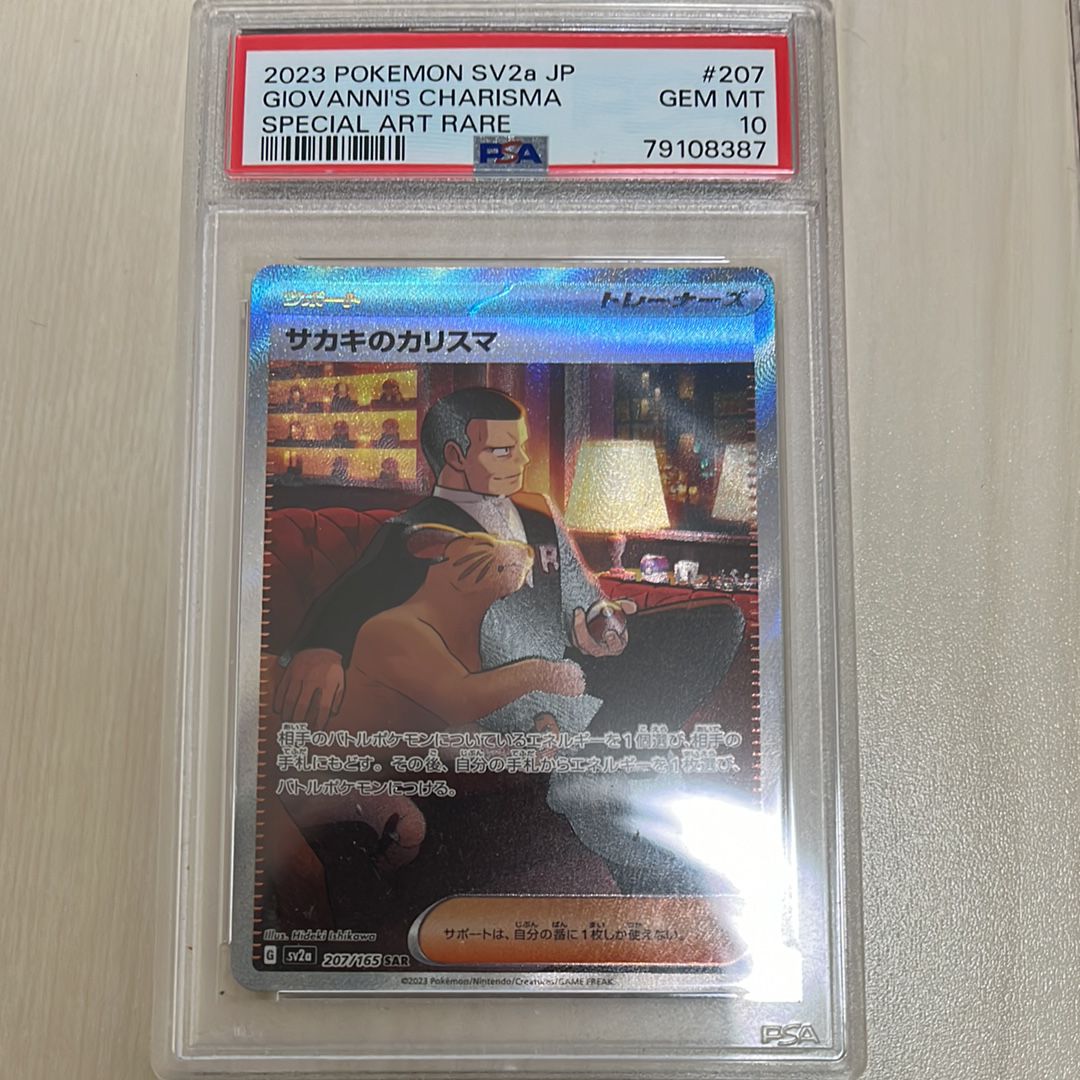 2023 POKEMON SV2a JP #207
GIOVANNI'S CHARISMA GEM MT
SPECIAL ART RARE 10
PSA 79108387
サポート トレーナーズ
サカキのカリスマ
R
相手のバトルポケモンについているエネルギーを1個選び、相手の
手札にもどす。その後、自分の手札からエネルギーを1枚選び、
バトルポケモンにつける。
サポートは、自分の番に1枚しか使えない。
Illus. Hideki Ishikawa
G sv2a 207/165 SAR
©2023 Pokémon/Nintendo/Creatures/GAME FREAK
PSA